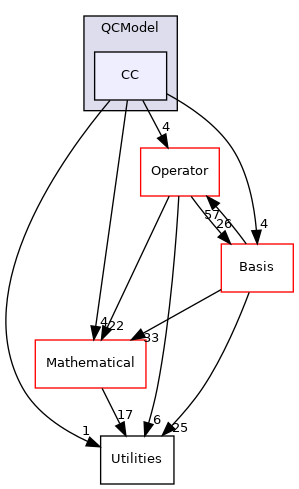 QCModel
CC
4
Operator
57
26
4
Basis
4
22
33
Mathematical
17
6
25
1
Utilities